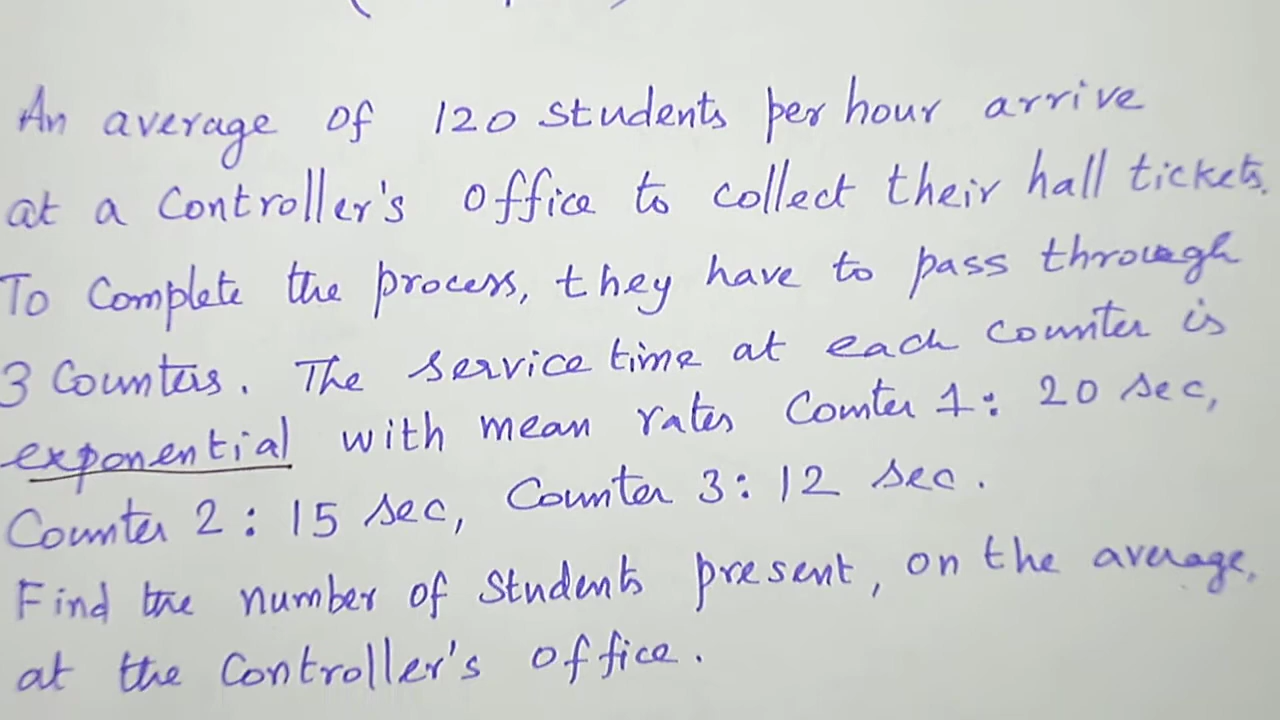 An average of 120 students per hour arrive
at a Controller's office to collect their hall tickets.
To Complete the process, they have to pass through
3 Counters. The service time at each counter is
exponential with mean rates Counter 1: 20 sec,
Counter 2: 15 sec, Counter 3: 12 sec.
Find the number of students present, on the average,
at the Controller's office.